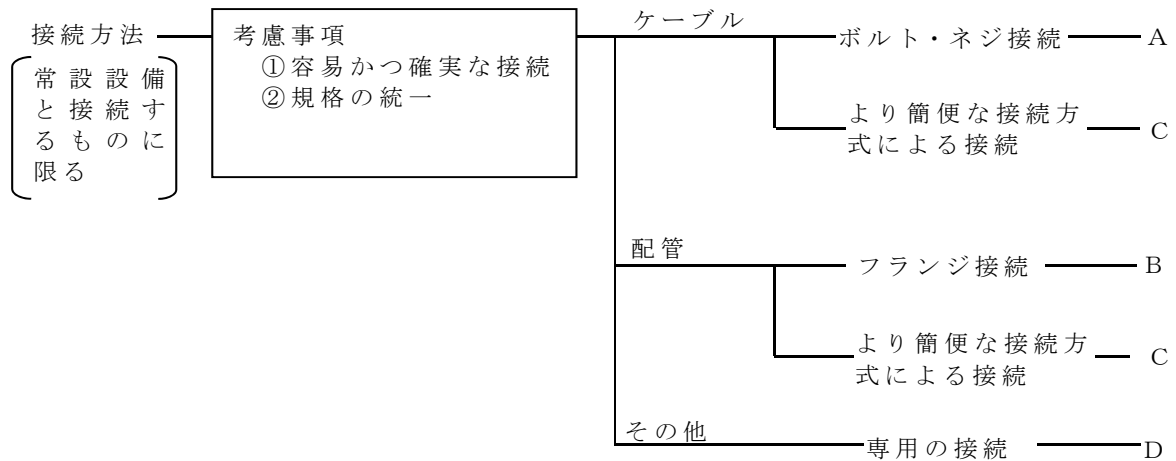 接続方法
常設設備
と接続す
るものに
限る
考慮事項
①容易かつ確実な接続
②規格の統一
ケーブル
ボルト・ネジ接続
A
より簡便な接続方
式による接続
C
配管
フランジ接続
B
より簡便な接続方
式による接続
C
その他
専用の接続
D